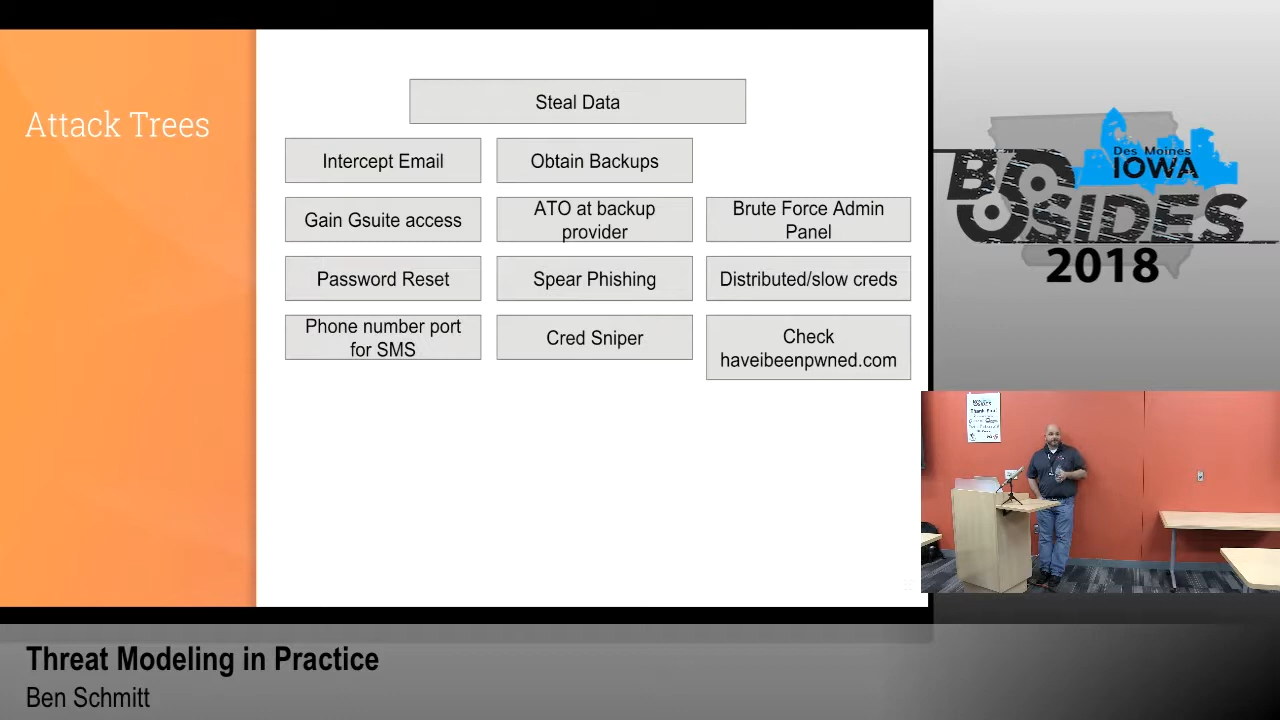 Attack Trees
Steal Data
Intercept Email
Obtain Backups
Gain Gsuite access
ATO at backup
provider
Brute Force Admin
Panel
Password Reset
Spear Phishing
Distributed/slow creds
Phone number port
for SMS
Cred Sniper
Check
haveibeenpwned.com
Des Moines
IOWA
BSIDES
2018
Thank You!
Threat Modeling in Practice
Ben Schmitt